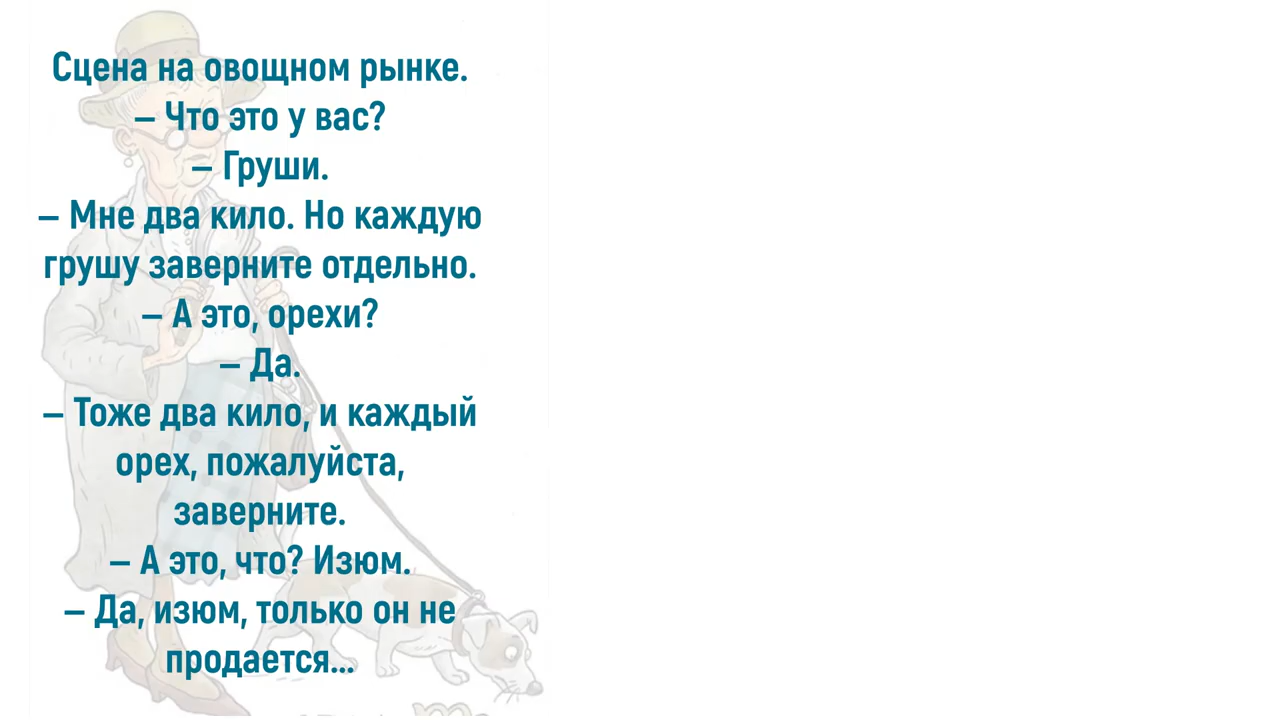 Сцена на овощном рынке.
– Что это у вас?
– Груши.
– Мне два кило. Но каждую
грушу заверните отдельно.
– А это, орехи?
– Да.
– Тоже два кило, и каждый
орех, пожалуйста,
заверните.
– А это, что? Изюм.
– Да, изюм, только он не
продается...